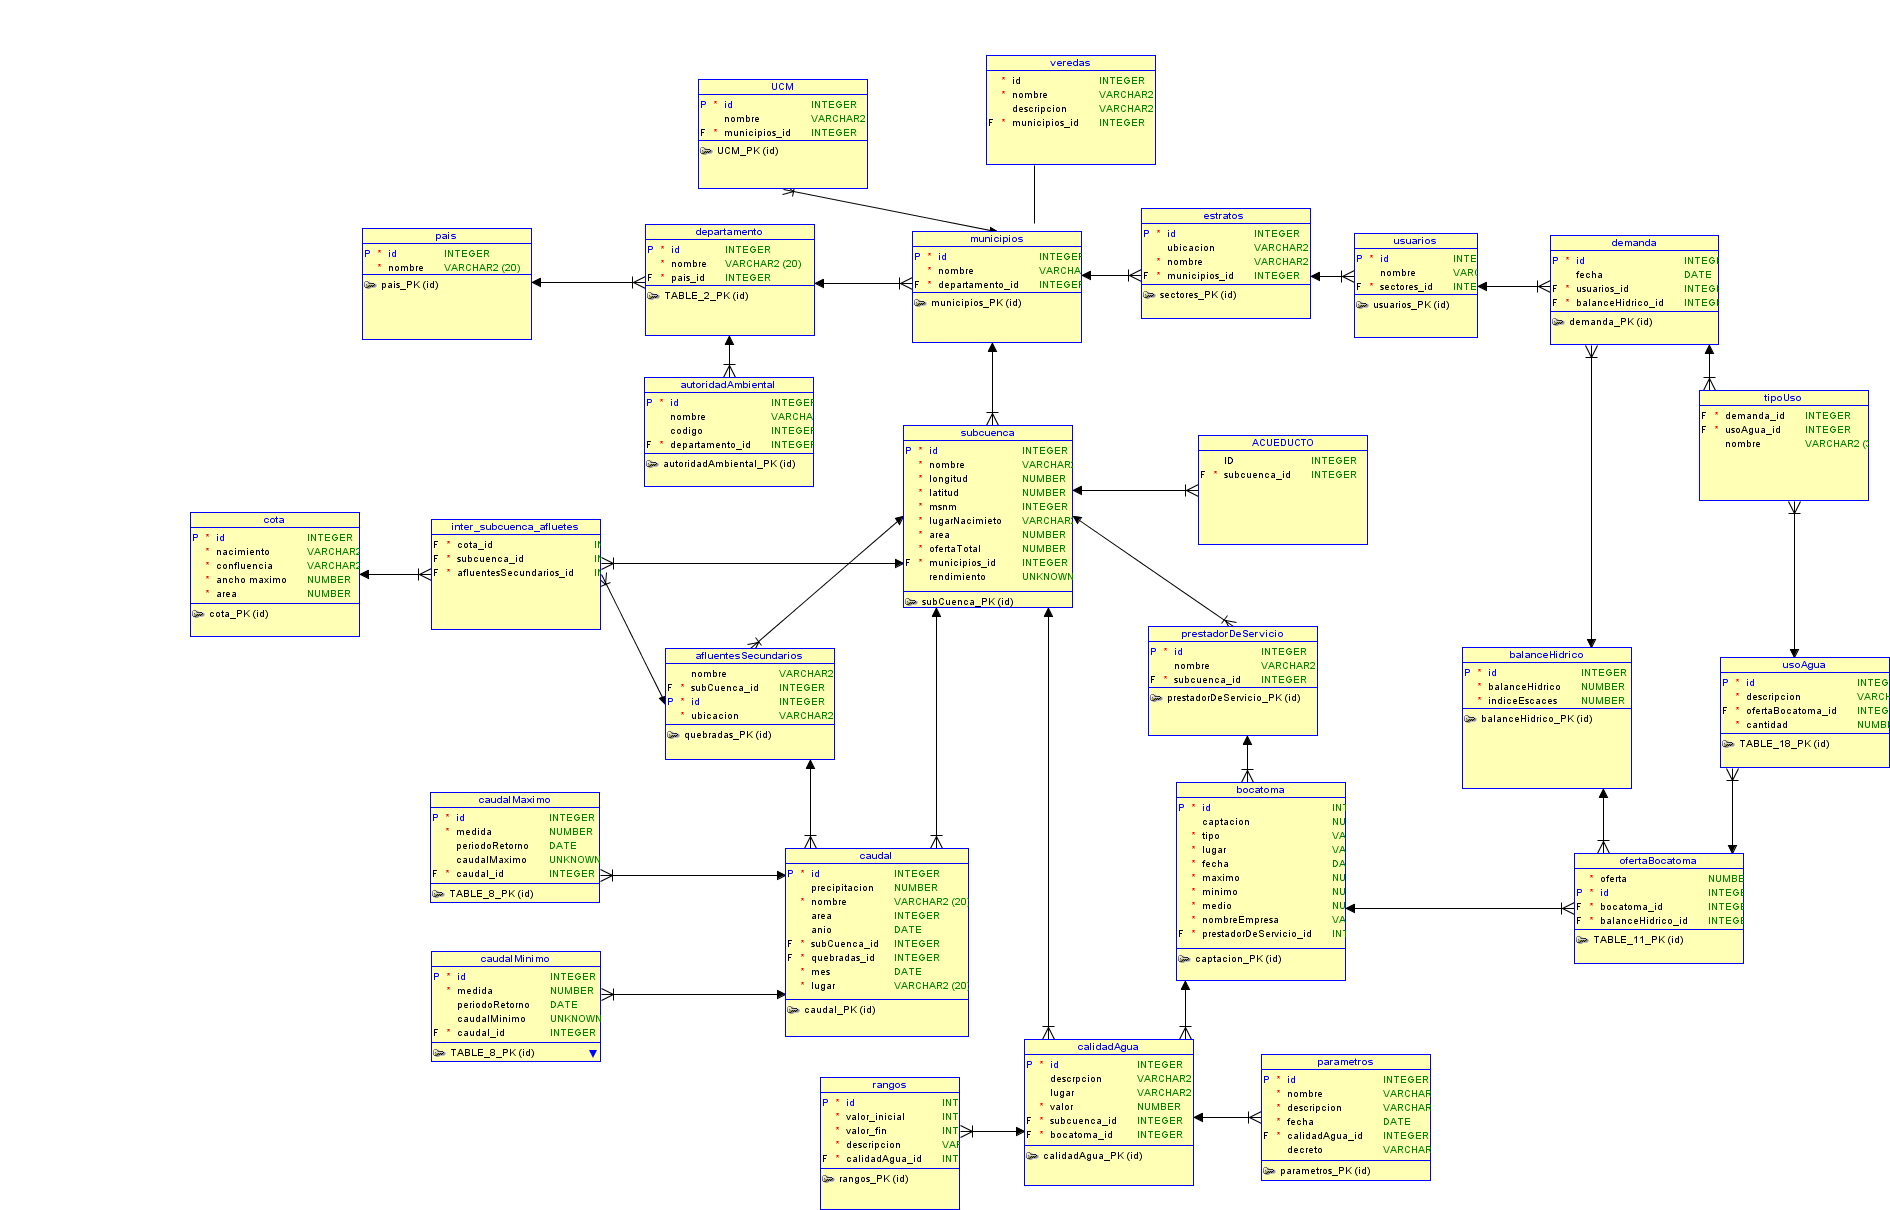 veredas
* id INTEGER
* nombre VARCHAR2
descripcion VARCHAR2
F * municipios_id INTEGER
UCM
P * id INTEGER
nombre VARCHAR2
F * municipios_id INTEGER
UCM_PK (id)
pais
P * id INTEGER
* nombre VARCHAR2 (20)
pais_PK (id)
departamento
P * id INTEGER
* nombre VARCHAR2 (20)
F * pais_id INTEGER
TABLE_2_PK (id)
municipios
P * id INTEGER
* nombre VARCHA
F * departamento_id INTEGER
municipios_PK (id)
estratos
P * id INTEGER
ubicacion VARCHAR2
* nombre VARCHAR2
F * municipios_id INTEGER
sectores_PK (id)
usuarios
P * id INTE
nombre VARC
F * sectores_id INTE
usuarios_PK (id)
demanda
P * id INTEG
fecha DATE
F * usuarios_id INTEG
F * balanceHidrico_id INTEG
demanda_PK (id)
autoridadAmbiental
P * id INTEGER
nombre VARCHA
codigo INTEGER
F * departamento_id INTEGER
autoridadAmbiental_PK (id)
tipoUso
F * demanda_id INTEGER
F * usoAgua_id INTEGER
nombre VARCHAR2 (
subcuenca
P * id INTEGER
* nombre VARCHAR2
* longitud NUMBER
* latitud NUMBER
* msnm INTEGER
* lugarNacimieto VARCHAR2
* area NUMBER
* ofertaTotal NUMBER
F * municipios_id INTEGER
rendimiento UNKNOWN
subCuenca_PK (id)
ACUEDUCTO
ID INTEGER
F * subcuenca_id INTEGER
cota
P * id INTEGER
* nacimiento VARCHAR2
* confluencia VARCHAR2
* ancho maximo NUMBER
* area NUMBER
cota_PK (id)
inter_subcuenca_afluetes
F * cota_id IN
F * subcuenca_id IN
F * afluentesSecundarios_id IN
afluentesSecundarios
nombre VARCHAR2
F * subCuenca_id INTEGER
P * id INTEGER
* ubicacion VARCHAR2
quebradas_PK (id)
prestadorDeServicio
P * id INTEGER
nombre VARCHAR2
F * subcuenca_id INTEGER
prestadorDeServicio_PK (id)
balanceHidrico
P * id INTEGER
* balanceHidrico NUMBER
* indiceEscaces NUMBER
balanceHidrico_PK (id)
usoAgua
P * id INTEG
* descripcion VARCH
F * ofertaBocatoma_id INTEG
* cantidad NUMB
TABLE_18_PK (id)
caudalMaximo
P * id INTEGER
* medida NUMBER
periodoRetorno DATE
caudalMaximo UNKNOWN
F * caudal_id INTEGER
TABLE_8_PK (id)
caudal
P * id INTEGER
precipitacion NUMBER
* nombre VARCHAR2 (20
area INTEGER
anio DATE
F * subCuenca_id INTEGER
F * quebradas_id INTEGER
* mes DATE
* lugar VARCHAR2 (20
caudal_PK (id)
bocatoma
P * id INT
captacion NU
* tipo VA
* lugar VA
* fecha DA
* maximo NU
* minimo NU
* medio NU
* nombreEmpresa VA
F * prestadorDeServicio_id INT
captacion_PK (id)
ofertaBocatoma
* oferta NUMBE
P * id INTEGE
F * bocatoma_id INTEGE
F * balanceHidrico_id INTEGE
TABLE_11_PK (id)
caudalMinimo
P * id INTEGER
* medida NUMBER
periodoRetorno DATE
caudalMinimo UNKNOWN
F * caudal_id INTEGER
TABLE_8_PK (id)
rangos
P * id INT
* valor_inicial INT
* valor_fin INT
* descripcion VAR
F * calidadAgua_id INT
rangos_PK (id)
calidadAgua
P * id INTEGER
descrpcion VARCHAR2
lugar VARCHAR2
* valor NUMBER
F * subcuenca_id INTEGER
F * bocatoma_id INTEGER
calidadAgua_PK (id)
parametros
P * id INTEGER
* nombre VARCHAR
* descripcion VARCHAR
* fecha DATE
F * calidadAgua_id INTEGER
decreto VARCHAR
parametros_PK (id)